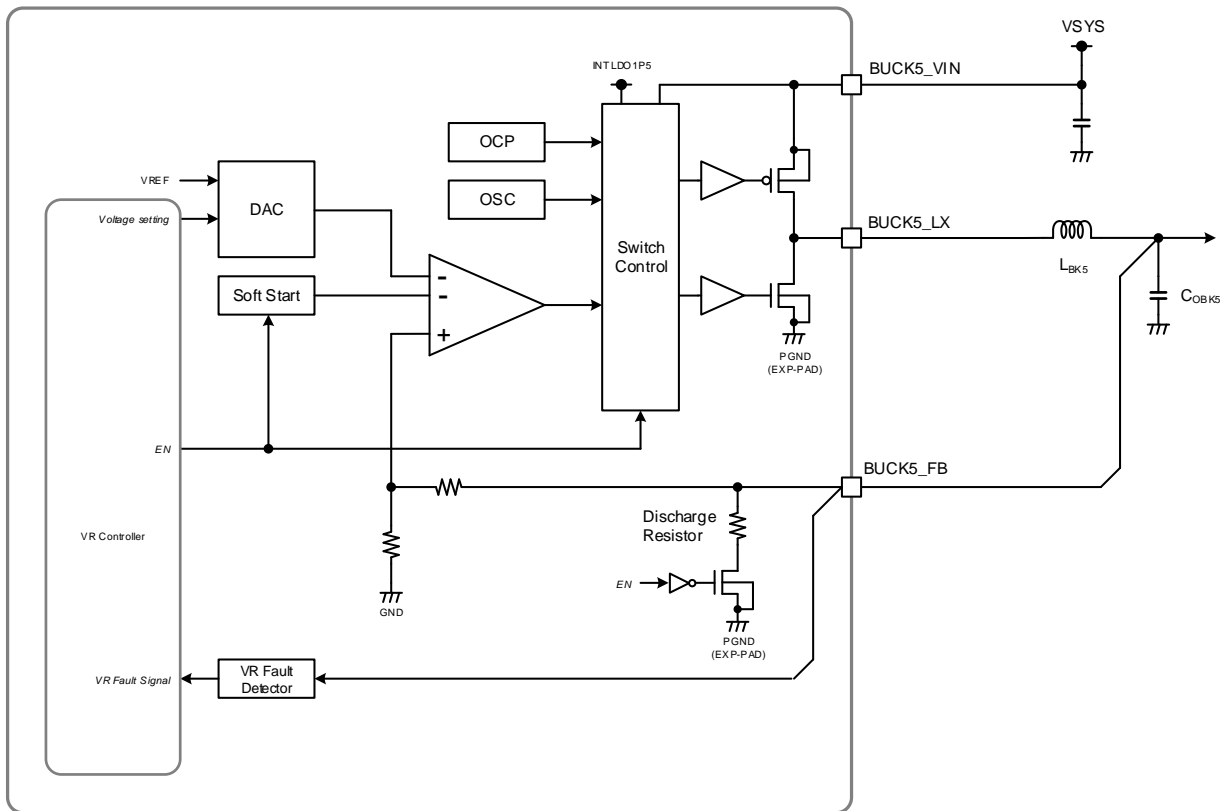 VSYS
BUCK5_VIN
INTLDO1P5
OCP
VREF
DAC
OSC
Voltage setting
BUCK5_LX
Switch
Control
LBK5
Soft Start
-
-
COBK5
+
PGND
(EXP-PAD)
EN
BUCK5_FB
Discharge
Resistor
VR Controller
EN
GND
PGND
(EXP-PAD)
VR Fault Signal
VR Fault
Detector